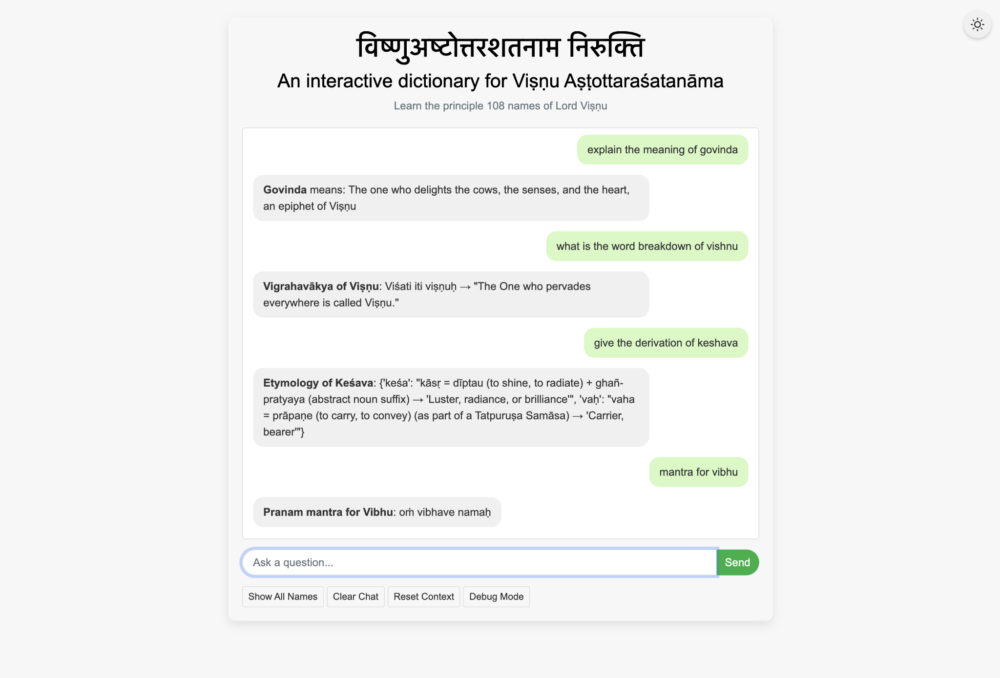 विष्णुअष्टोत्तरशतनाम निरुक्ति
An interactive dictionary for Viṣṇu Aṣṭottaraśatanāma
Learn the principle 108 names of Lord Viṣṇu
explain the meaning of govinda
Govinda means: The one who delights the cows, the senses, and the heart,
an epiphet of Viṣṇu
what is the word breakdown of vishnu
Vigrahavākya of Viṣṇu: Viśati iti viṣṇuḥ → "The One who pervades
everywhere is called Viṣṇu."
give the derivation of keshava
Etymology of Keśava: {'keśa': "kāsṛ = dīptau (to shine, to radiate) + ghañ-
pratyaya (abstract noun suffix) → 'Luster, radiance, or brilliance'", 'vaḥ': "vaha
= prāpaṇe (to carry, to convey) (as part of a Tatpuruṣa Samāsa) → 'Carrier,
bearer'"}
mantra for vibhu
Pranam mantra for Vibhu: oṁ vibhave namaḥ
Ask a question...
Send
Show All Names
Clear Chat
Reset Context
Debug Mode